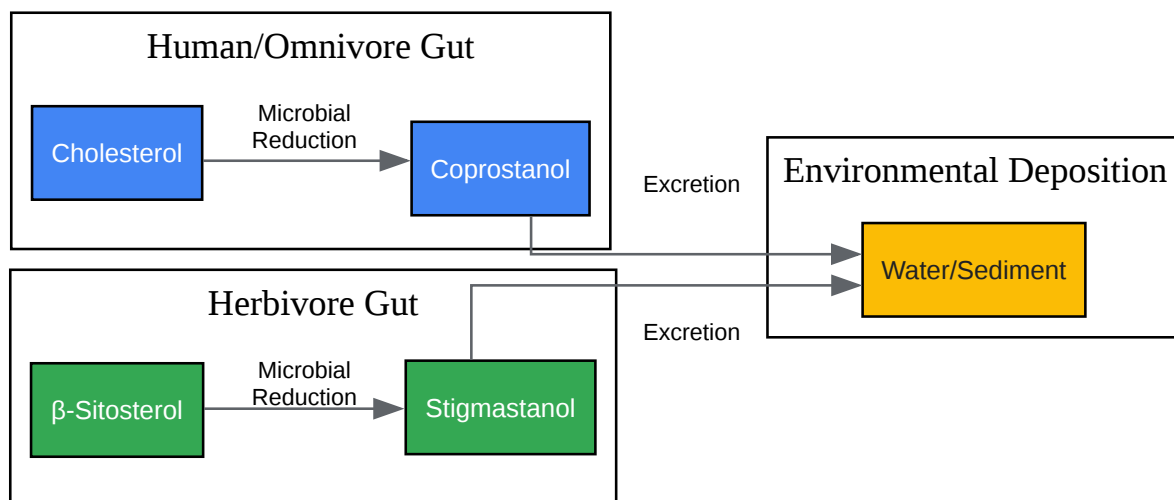 Human/Omnivore Gut
Cholesterol
Microbial
Reduction
Coprostanol
Excretion
Environmental Deposition
Water/Sediment
Herbivore Gut
β-Sitosterol
Microbial
Reduction
Stigmastanol
Excretion